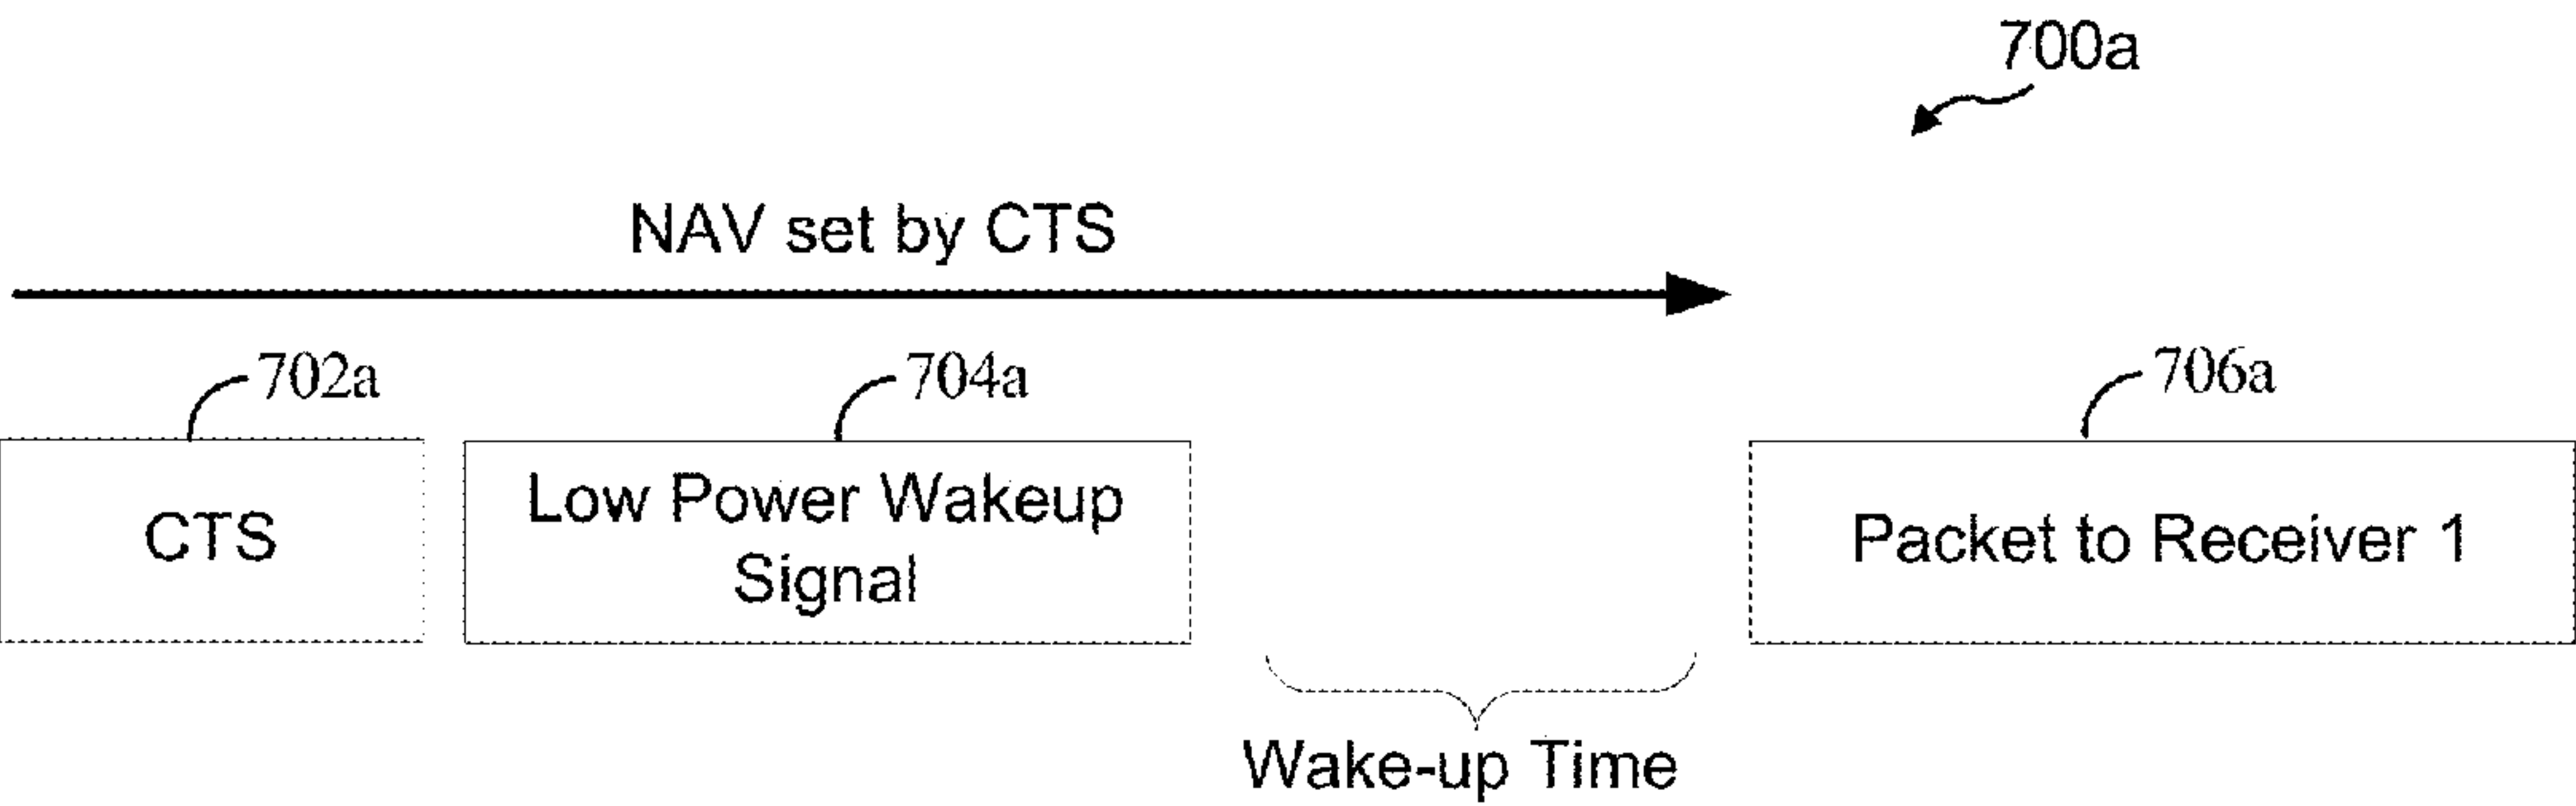 700a
NAV set by CTS
702a
704a
706a
CTS
Low Power Wakeup
Signal
Packet to Receiver 1
Wake-up Time